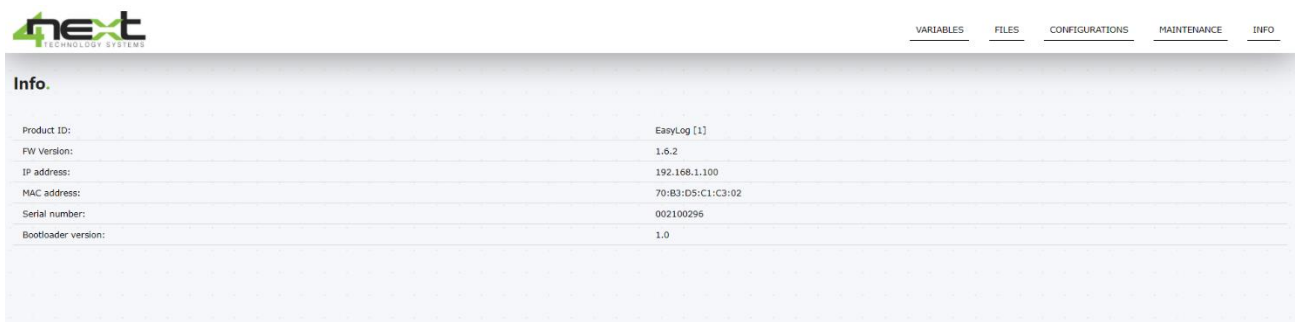 4next
TECHNOLOGY SYSTEMS
VARIABLES FILES CONFIGURATIONS MAINTENANCE INFO
Info.
Product ID: EasyLog [1]
FW Version: 1.6.2
IP address: 192.168.1.100
MAC address: 70:B3:D5:C1:C3:02
Serial number: 002100296
Bootloader version: 1.0